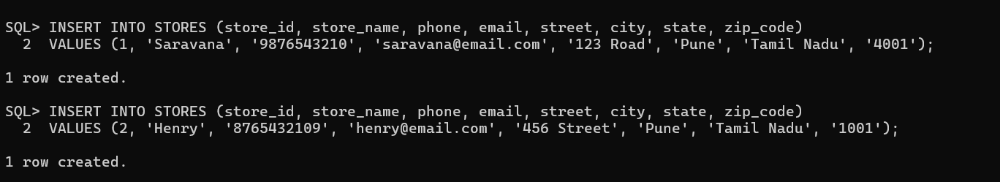 SQL> INSERT INTO STORES (store_id, store_name, phone, email, street, city, state, zip_code)
  2  VALUES (1, 'Saravana', '9876543210', 'saravana@email.com', '123 Road', 'Pune', 'Tamil Nadu', '4001');
1 row created.
SQL> INSERT INTO STORES (store_id, store_name, phone, email, street, city, state, zip_code)
  2  VALUES (2, 'Henry', '8765432109', 'henry@email.com', '456 Street', 'Pune', 'Tamil Nadu', '1001');
1 row created.